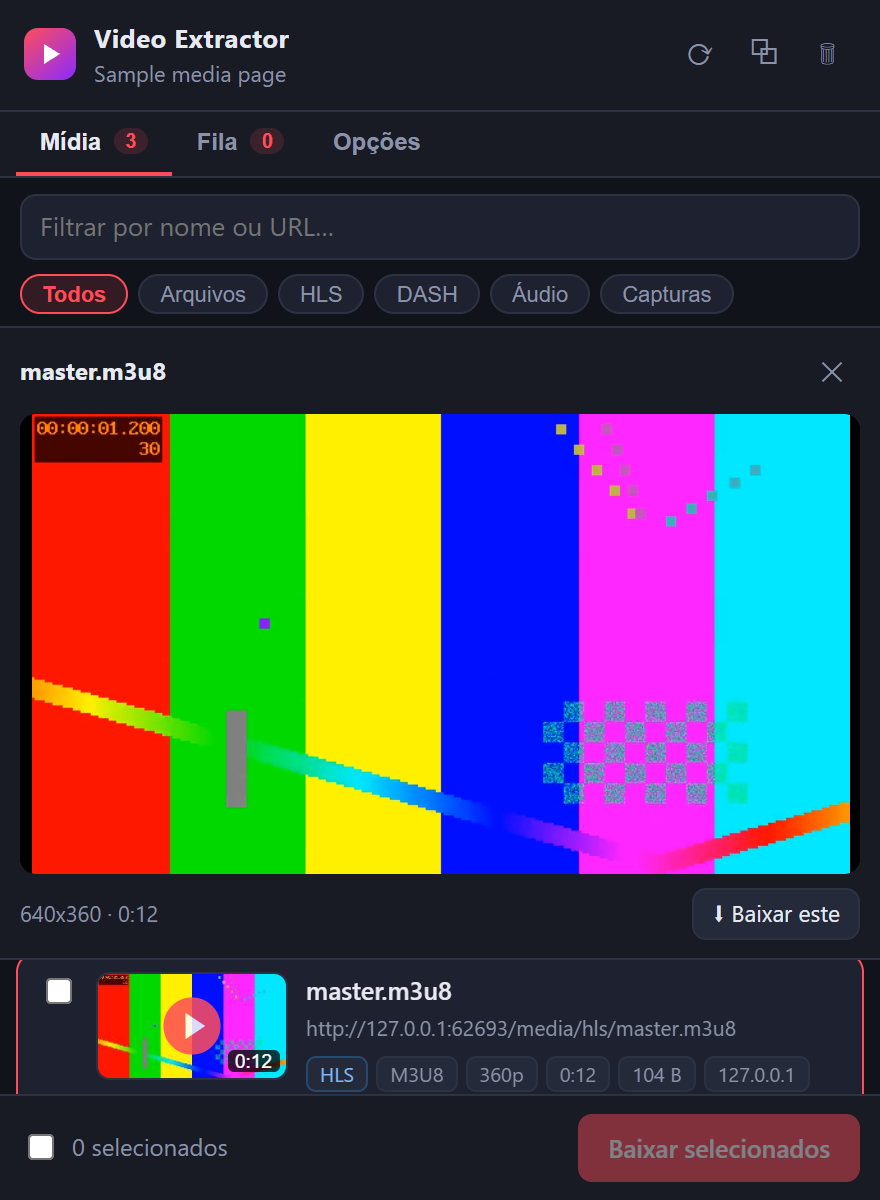 Video Extractor
Sample media page
Mídia 3 Fila 0 Opções
Filtrar por nome ou URL...
Todos Arquivos HLS DASH Áudio Capturas
master.m3u8
00:00:01.200
30
640x360 · 0:12
⬇ Baixar este
master.m3u8
http://127.0.0.1:62693/media/hls/master.m3u8
0:12
HLS M3U8 360p 0:12 104 B 127.0.0.1
0 selecionados
Baixar selecionados